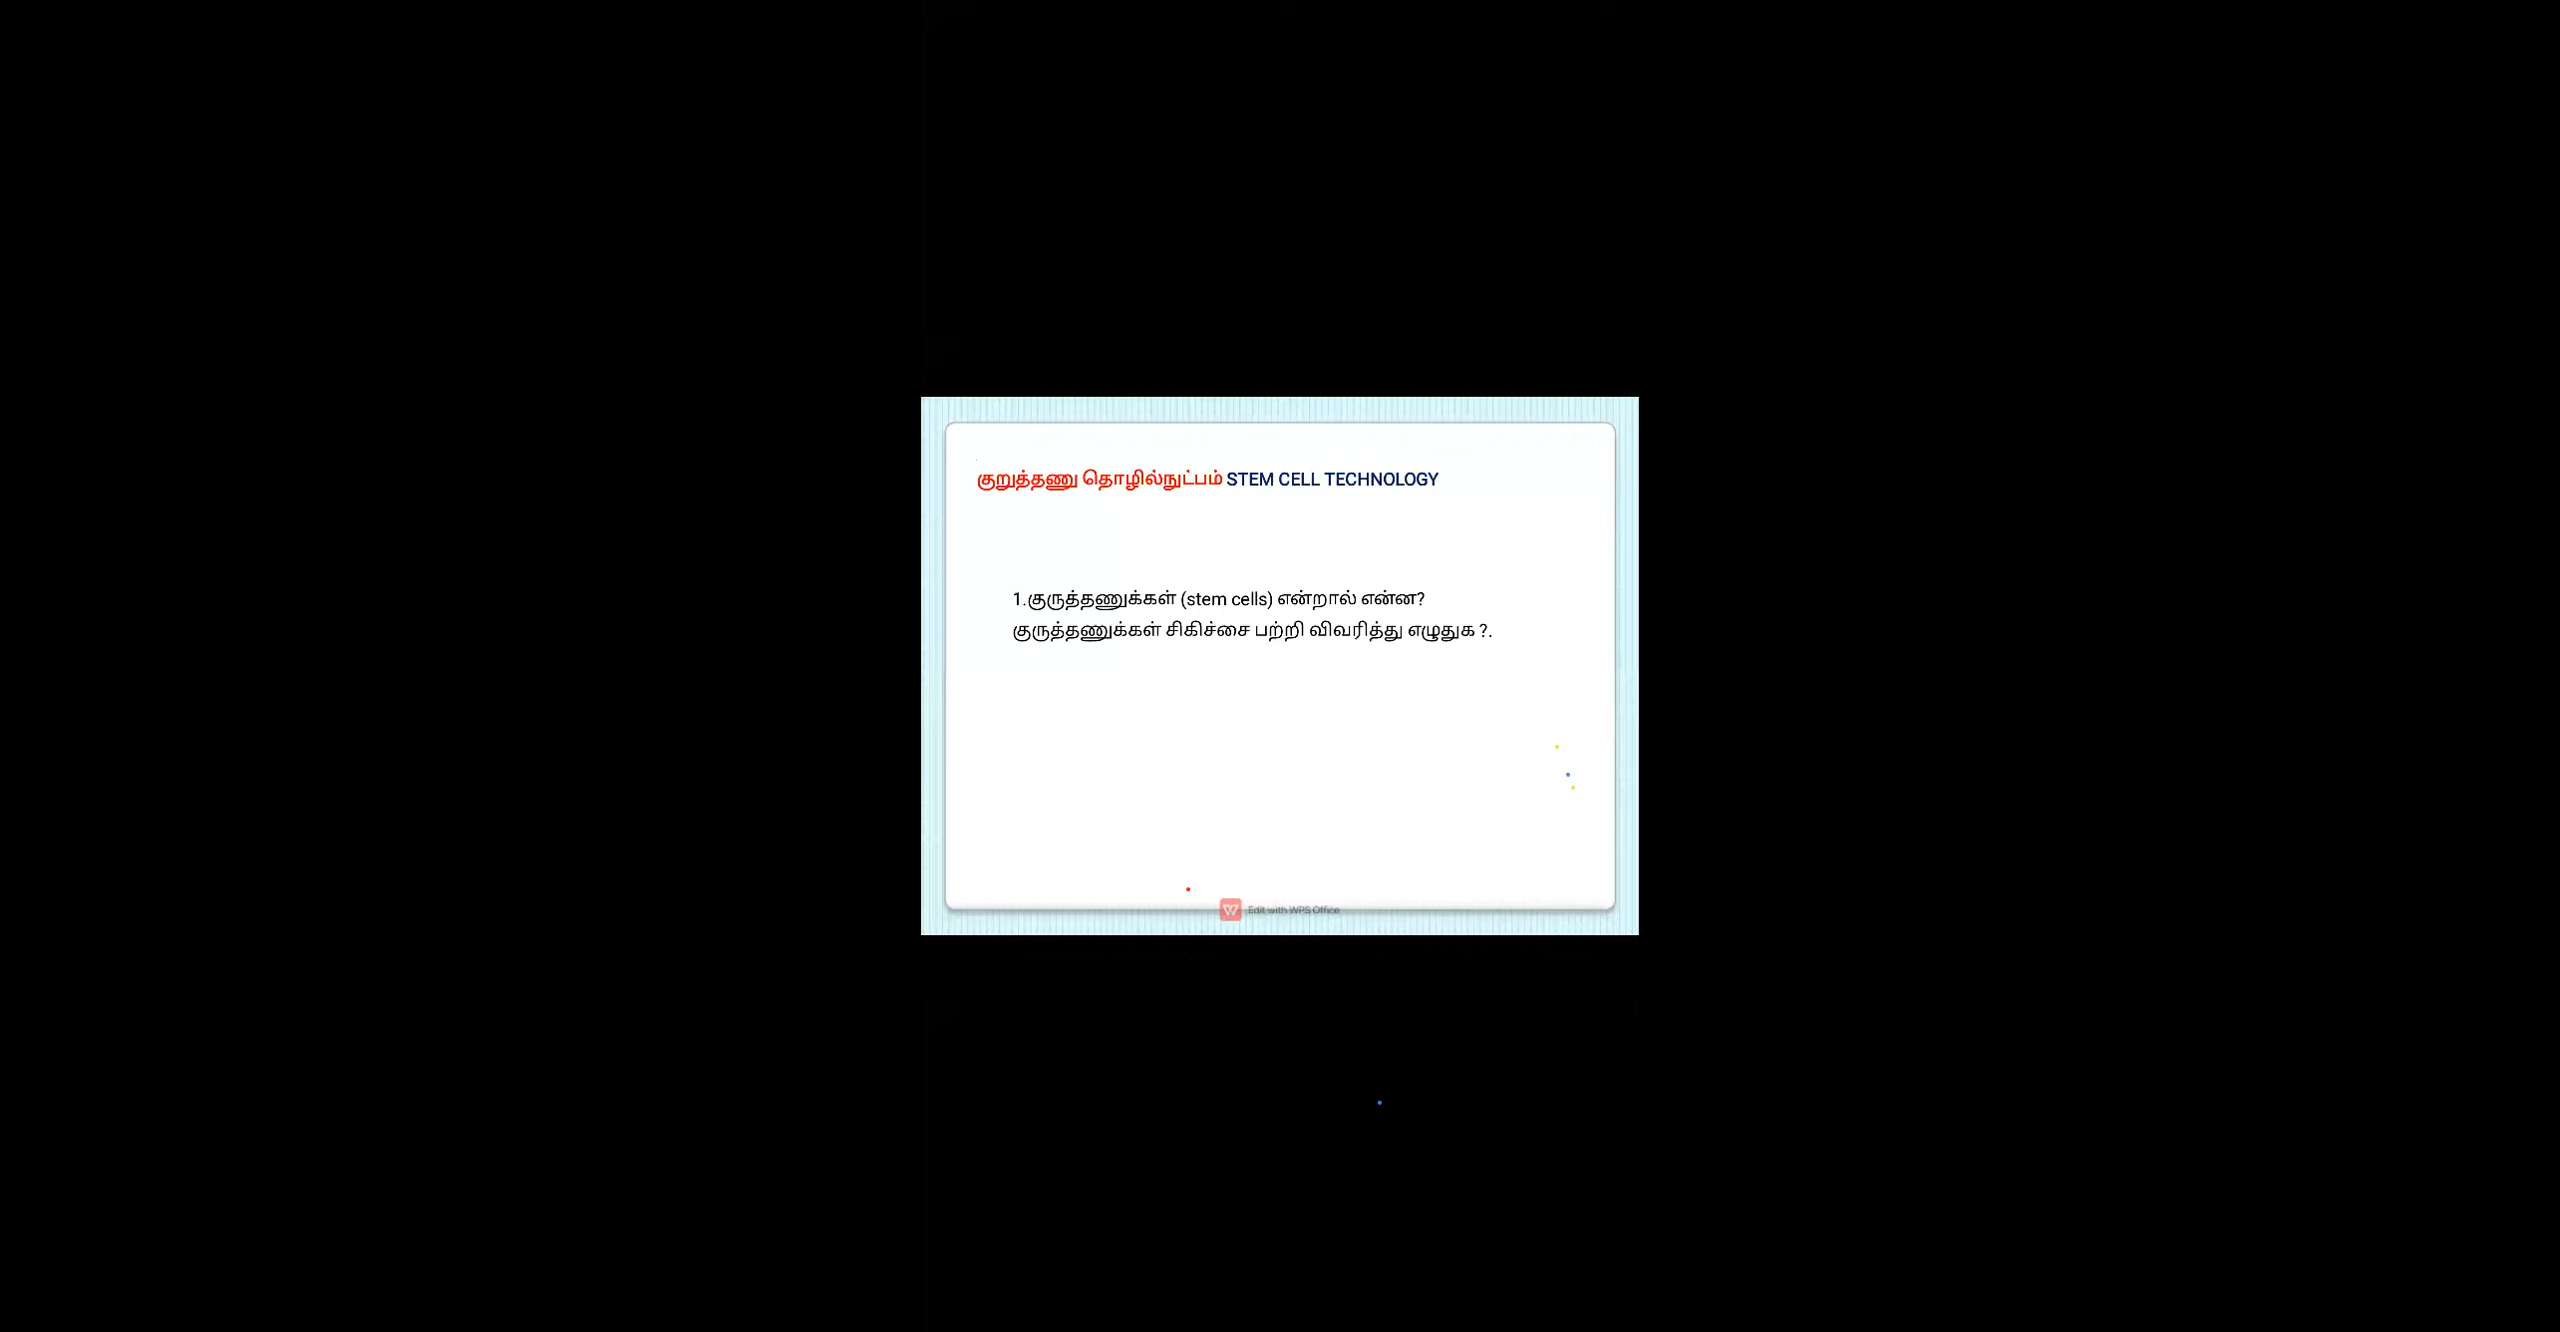 குறுத்தணு தொழில்நுட்பம் STEM CELL TECHNOLOGY
1.குருத்தணுக்கள் (stem cells) என்றால் என்ன?
குருத்தணுக்கள் சிகிச்சை பற்றி விவரித்து எழுதுக ?.
W Edit with WPS Office